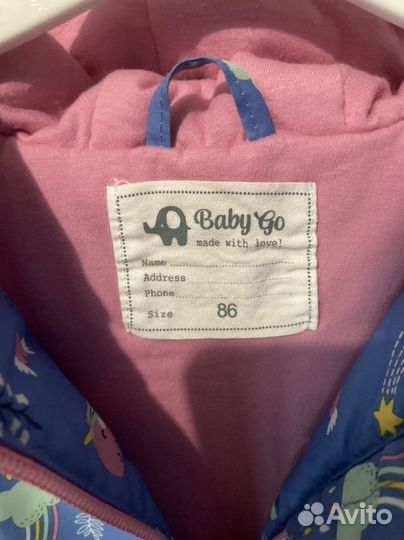 Baby Go
made with love!
Name
Address
Phone
Size 86
Avito